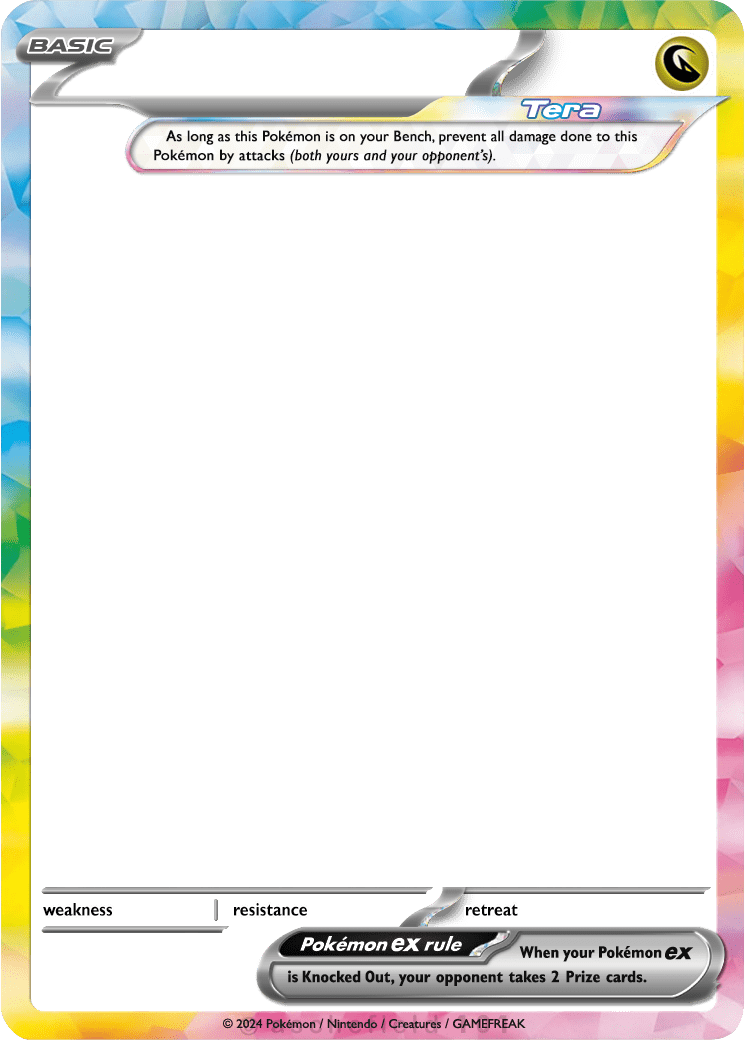 BASIC
Tera
As long as this Pokémon is on your Bench, prevent all damage done to this
Pokémon by attacks (both yours and your opponent's).
weakness
resistance
retreat
Pokémon ex rule
When your Pokémon ex
is Knocked Out, your opponent takes 2 Prize cards.
© 2024 Pokémon / Nintendo / Creatures / GAMEFREAK